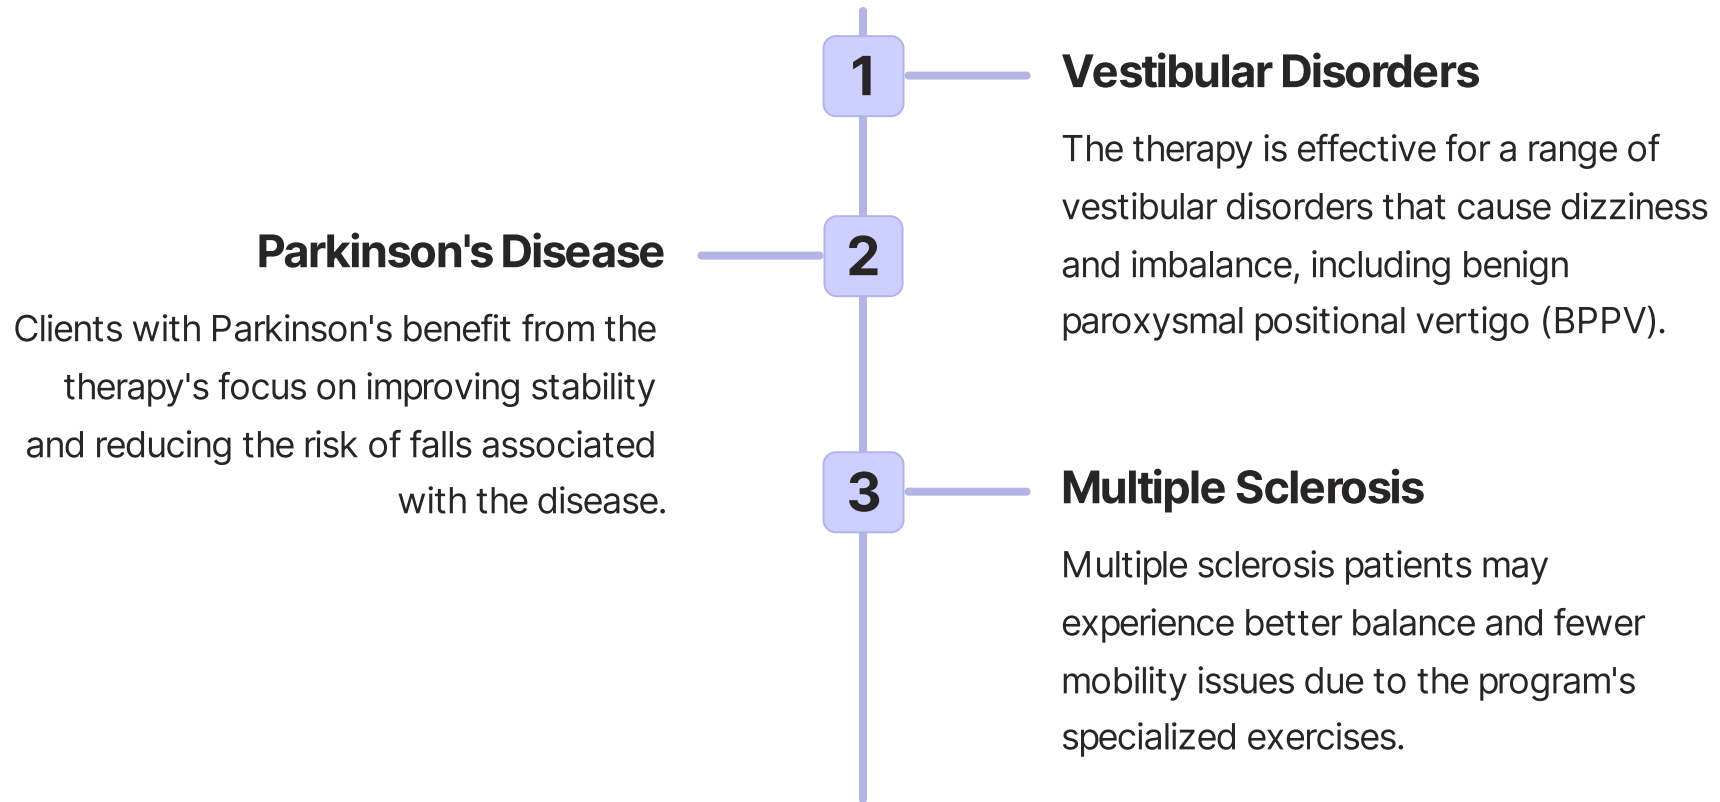 1
Vestibular Disorders
The therapy is effective for a range of
vestibular disorders that cause dizziness
and imbalance, including benign
paroxysmal positional vertigo (BPPV).
2
Parkinson's Disease
Clients with Parkinson's benefit from the
therapy's focus on improving stability
and reducing the risk of falls associated
with the disease.
3
Multiple Sclerosis
Multiple sclerosis patients may
experience better balance and fewer
mobility issues due to the program's
specialized exercises.